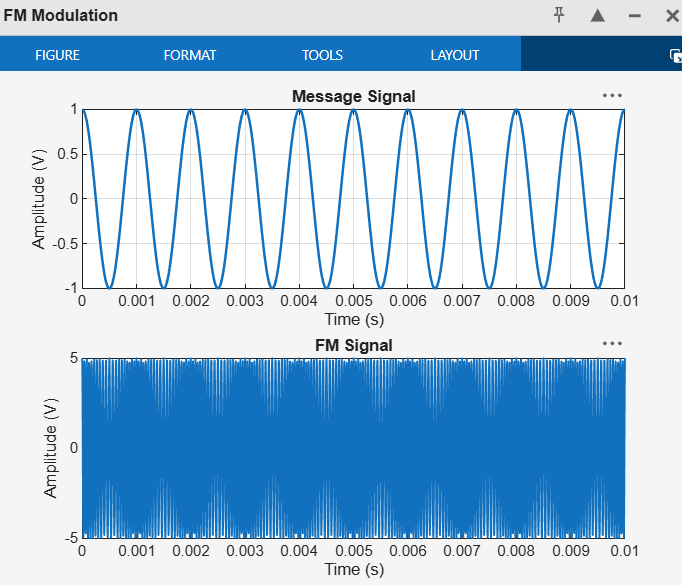 FM Modulation
FIGURE FORMAT TOOLS LAYOUT
Message Signal
1
0.5
0
-0.5
-1
Amplitude (V)
0 0.001 0.002 0.003 0.004 0.005 0.006 0.007 0.008 0.009 0.01
Time (s)
FM Signal
5
0
-5
Amplitude (V)
0 0.001 0.002 0.003 0.004 0.005 0.006 0.007 0.008 0.009 0.01
Time (s)